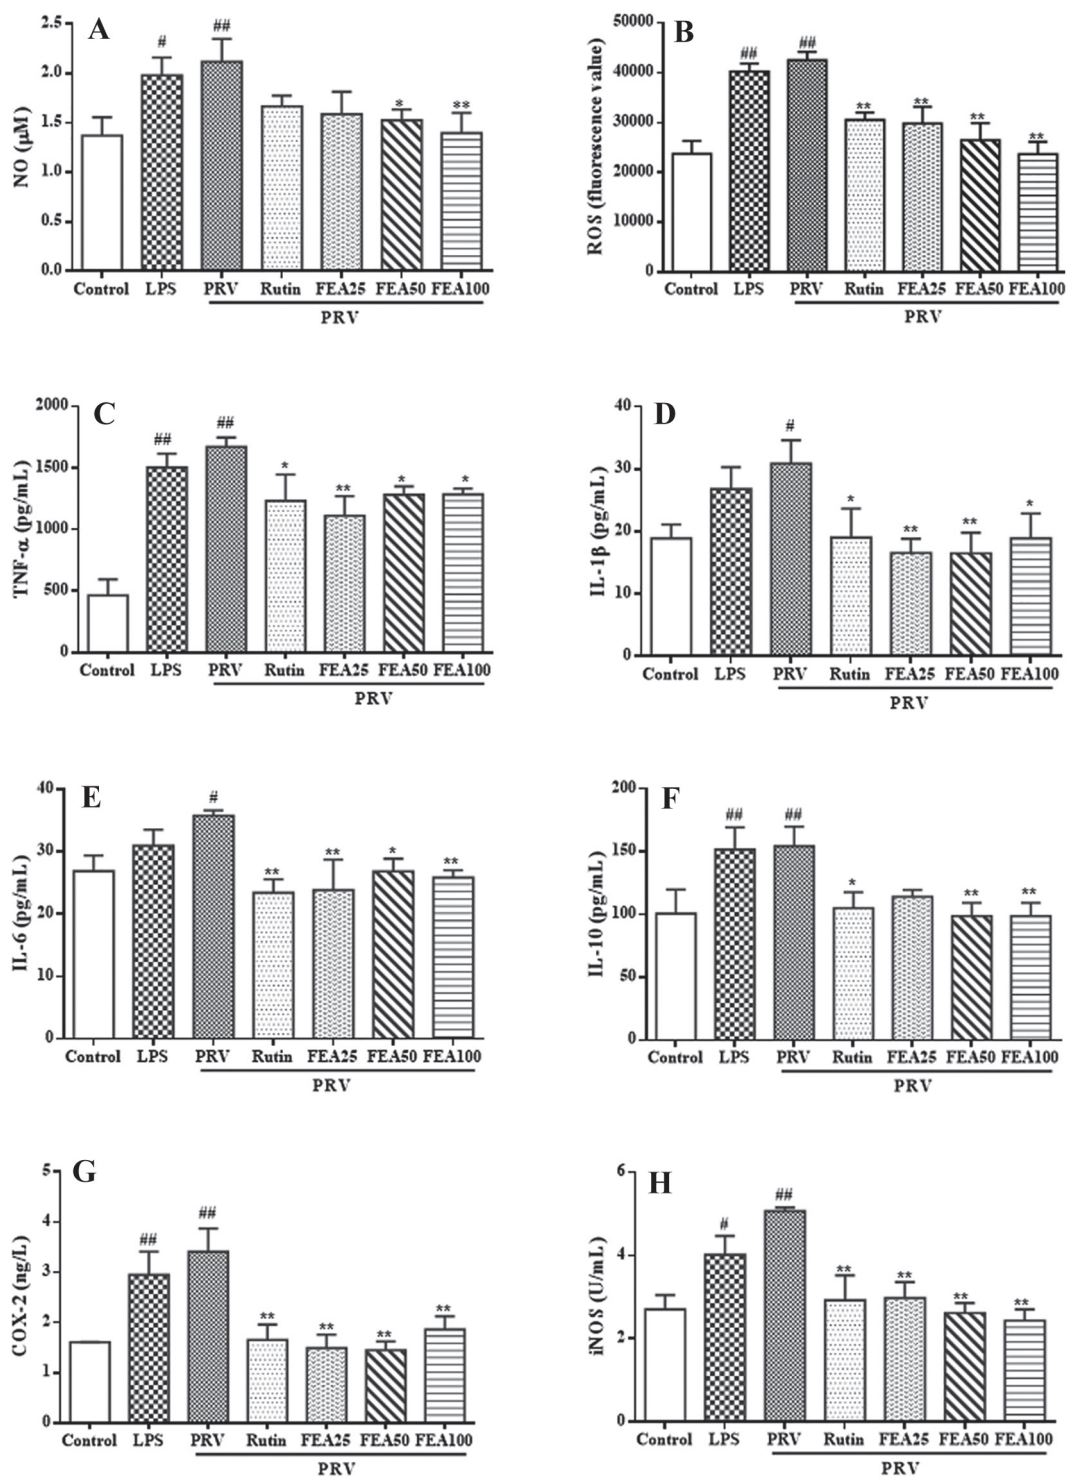 A
NO (μM)
2.5
2.0
1.5
1.0
0.5
0.0
# ## * **
Control LPS PRV Rutin FEA25 FEA50 FEA100
PRV
B
ROS (fluorescence value)
50000
40000
30000
20000
10000
0
## ## ** ** ** **
Control LPS PRV Rutin FEA25 FEA50 FEA100
PRV
C
TNF-α (pg/mL)
2000
1500
1000
500
0
## ## * ** * *
Control LPS PRV Rutin FEA25 FEA50 FEA100
PRV
D
IL-1β (pg/mL)
40
30
20
10
0
# * ** ** *
Control LPS PRV Rutin FEA25 FEA50 FEA100
PRV
E
IL-6 (pg/mL)
40
30
20
10
0
# ** ** * **
Control LPS PRV Rutin FEA25 FEA50 FEA100
PRV
F
IL-10 (pg/mL)
200
150
100
50
0
## ## * ** **
Control LPS PRV Rutin FEA25 FEA50 FEA100
PRV
G
COX-2 (ng/L)
5
4
3
2
1
0
## ## ** ** ** **
Control LPS PRV Rutin FEA25 FEA50 FEA100
PRV
H
iNOS (U/mL)
6
4
2
0
# ## ** ** ** **
Control LPS PRV Rutin FEA25 FEA50 FEA100
PRV